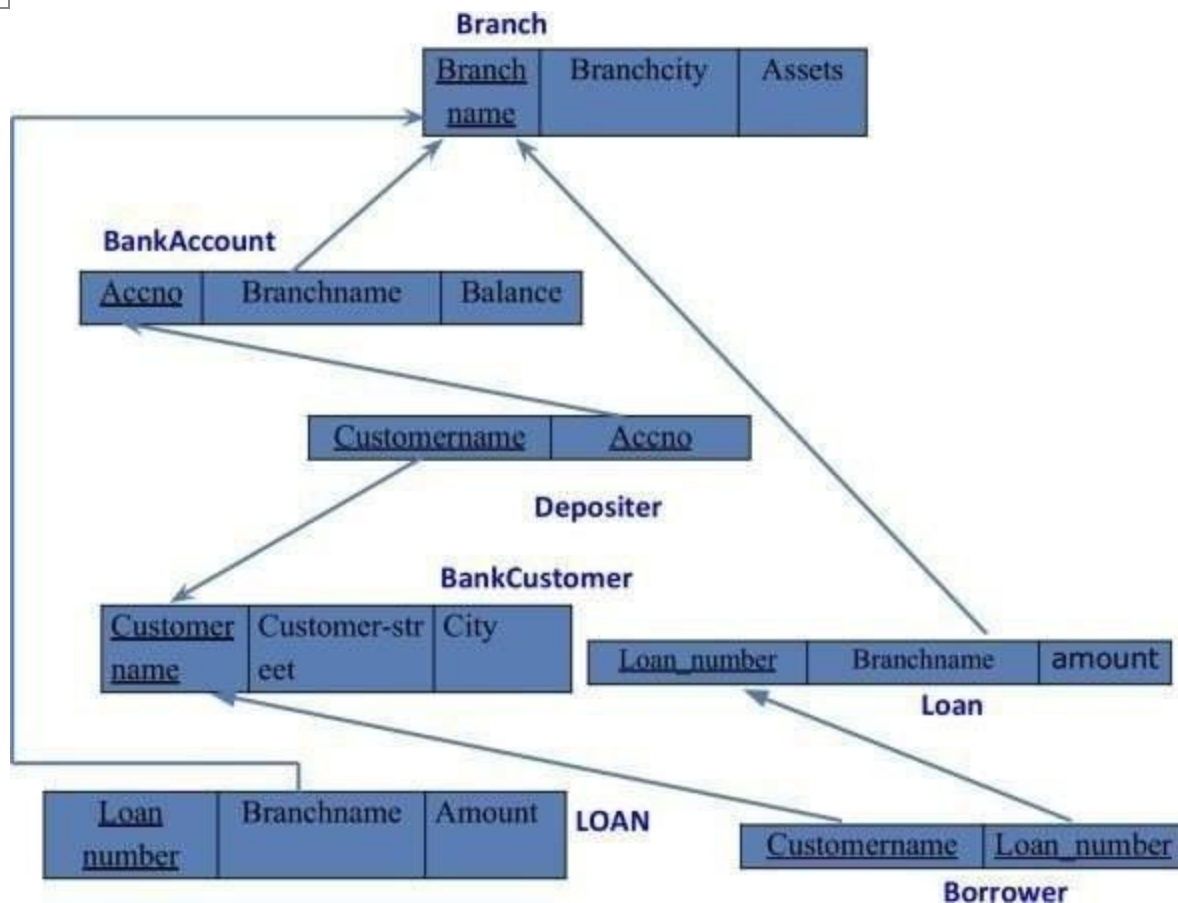 Branch
Branch
name
Branchcity
Assets
BankAccount
Accno
Branchname
Balance
Customername
Accno
Depositer
BankCustomer
Customer
name
Customer-str
eet
City
Loan_number
Branchname
amount
Loan
Loan
number
Branchname
Amount
LOAN
Customername
Loan_number
Borrower